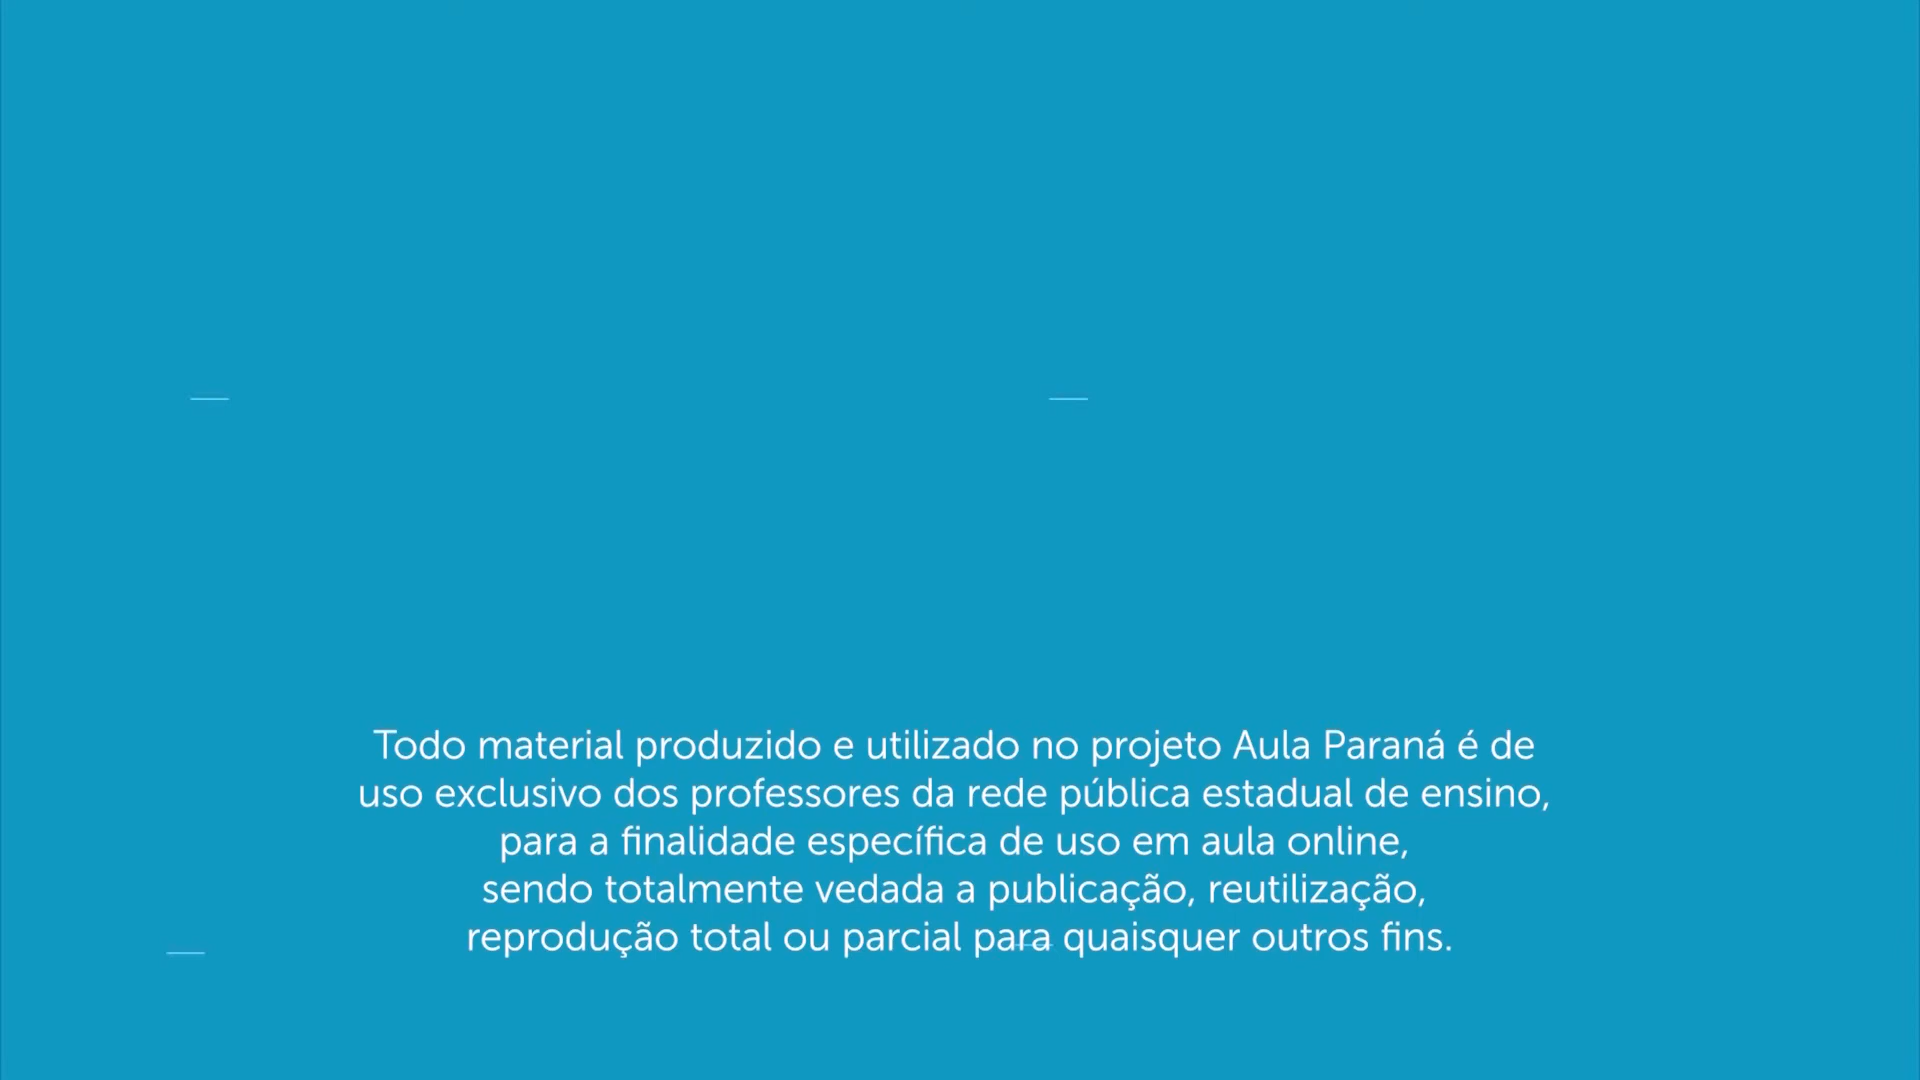 Todo material produzido e utilizado no projeto Aula Paraná é de
uso exclusivo dos professores da rede pública estadual de ensino,
para a finalidade específica de uso em aula online,
sendo totalmente vedada a publicação, reutilização,
reprodução total ou parcial para quaisquer outros fins.